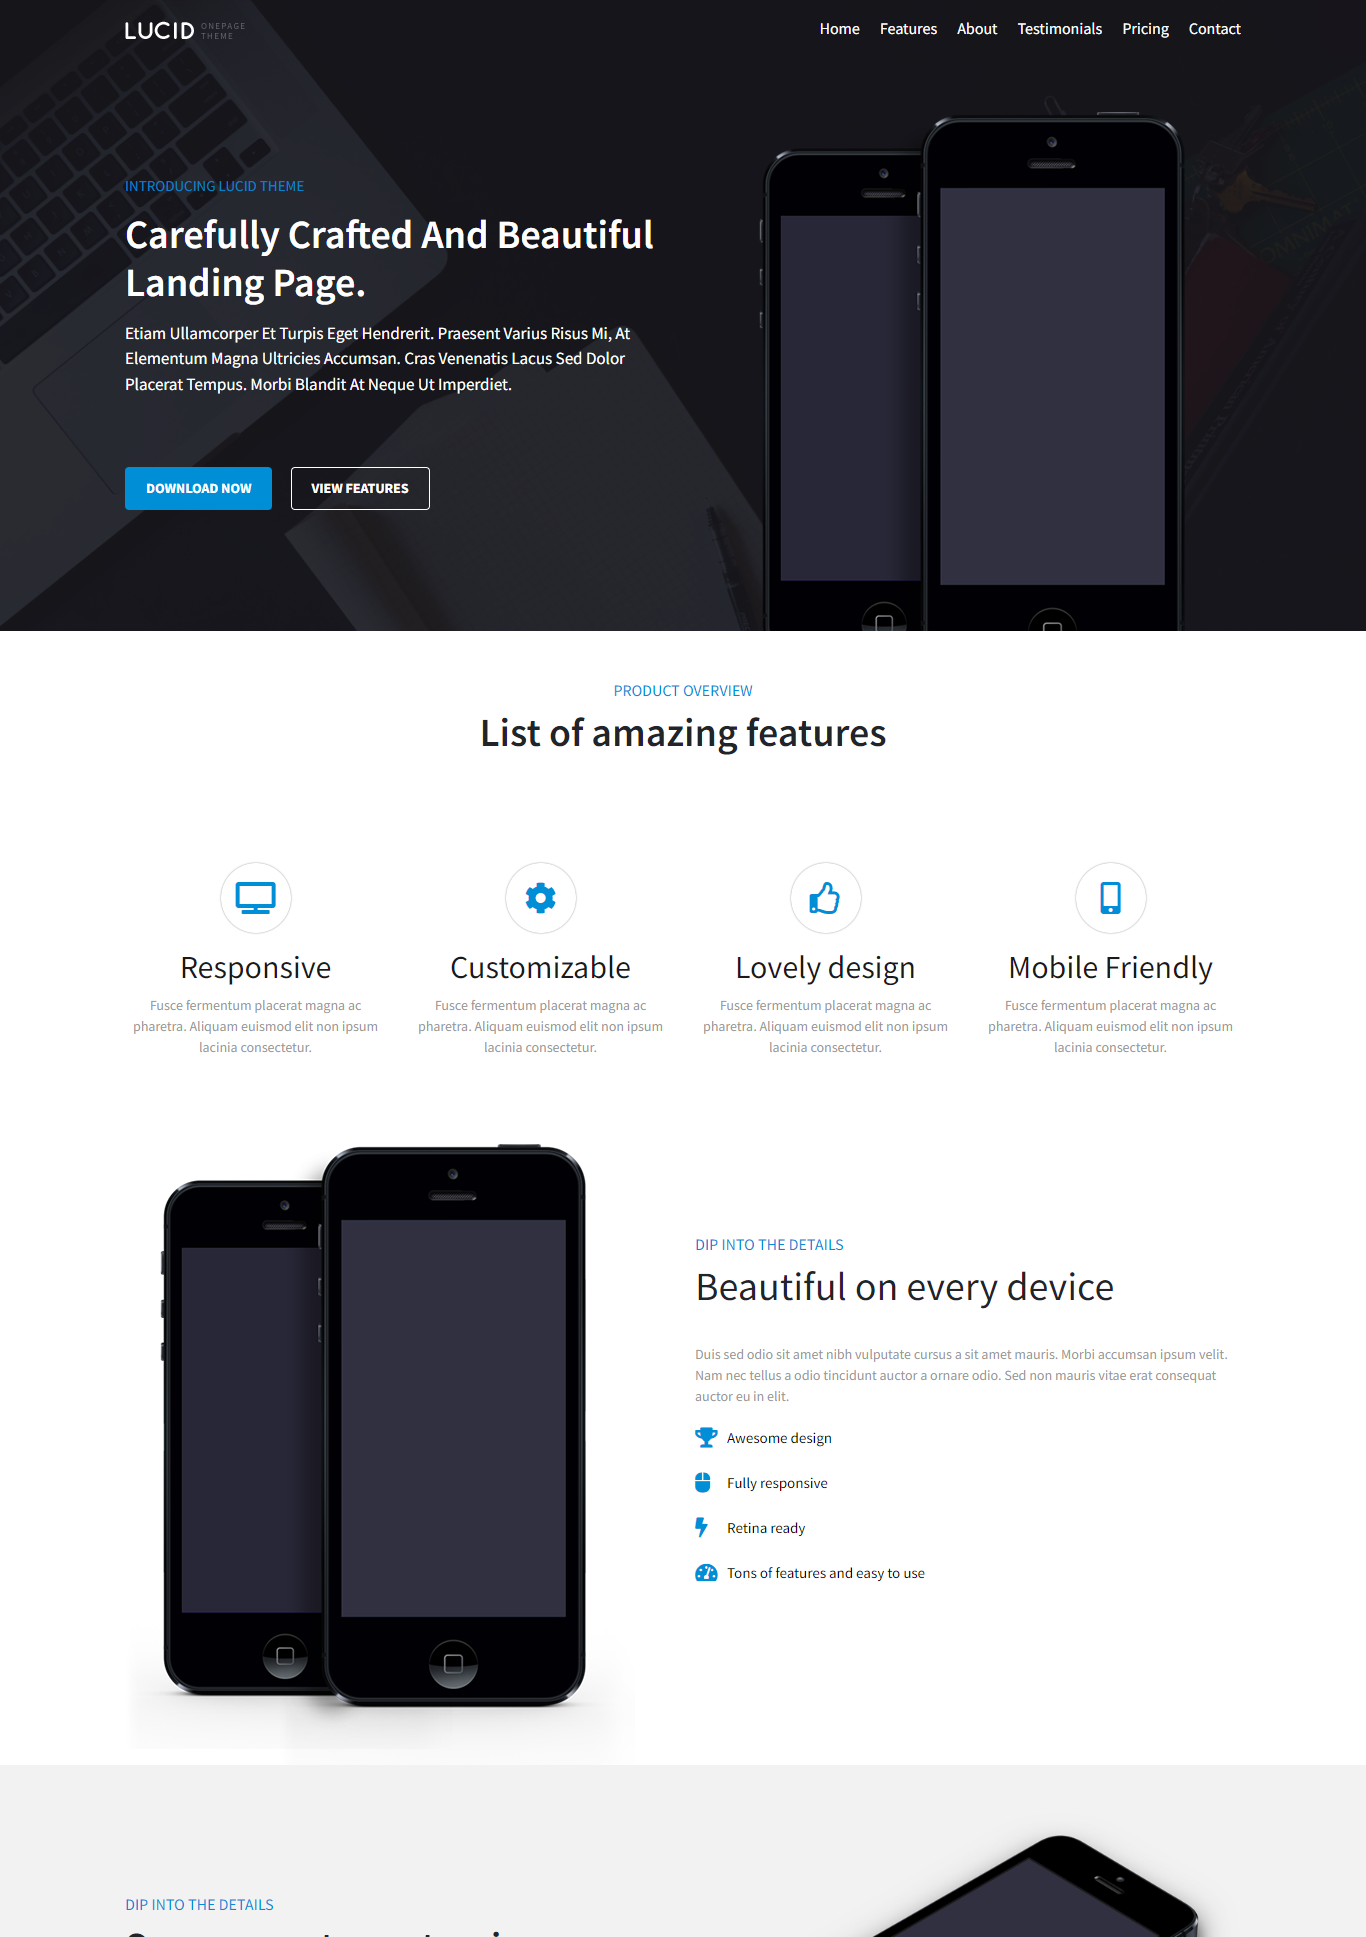 LUCID ONEPAGE THEME
Home Features About Testimonials Pricing Contact
INTRODUCING LUCID THEME
Carefully Crafted And Beautiful
Landing Page.
Etiam Ullamcorper Et Turpis Eget Hendrerit. Praesent Varius Risus Mi, At
Elementum Magna Ultricies Accumsan. Cras Venenatis Lacus Sed Dolor
Placerat Tempus. Morbi Blandit At Neque Ut Imperdiet.
DOWNLOAD NOW VIEW FEATURES
PRODUCT OVERVIEW
List of amazing features
Responsive
Fusce fermentum placerat magna ac
pharetra. Aliquam euismod elit non ipsum
lacinia consectetur.
Customizable
Fusce fermentum placerat magna ac
pharetra. Aliquam euismod elit non ipsum
lacinia consectetur.
Lovely design
Fusce fermentum placerat magna ac
pharetra. Aliquam euismod elit non ipsum
lacinia consectetur.
Mobile Friendly
Fusce fermentum placerat magna ac
pharetra. Aliquam euismod elit non ipsum
lacinia consectetur.
DIP INTO THE DETAILS
Beautiful on every device
Duis sed odio sit amet nibh vulputate cursus a sit amet mauris. Morbi accumsan ipsum velit.
Nam nec tellus a odio tincidunt auctor a ornare odio. Sed non mauris vitae erat consequat
auctor eu in elit.
Awesome design
Fully responsive
Retina ready
Tons of features and easy to use
DIP INTO THE DETAILS